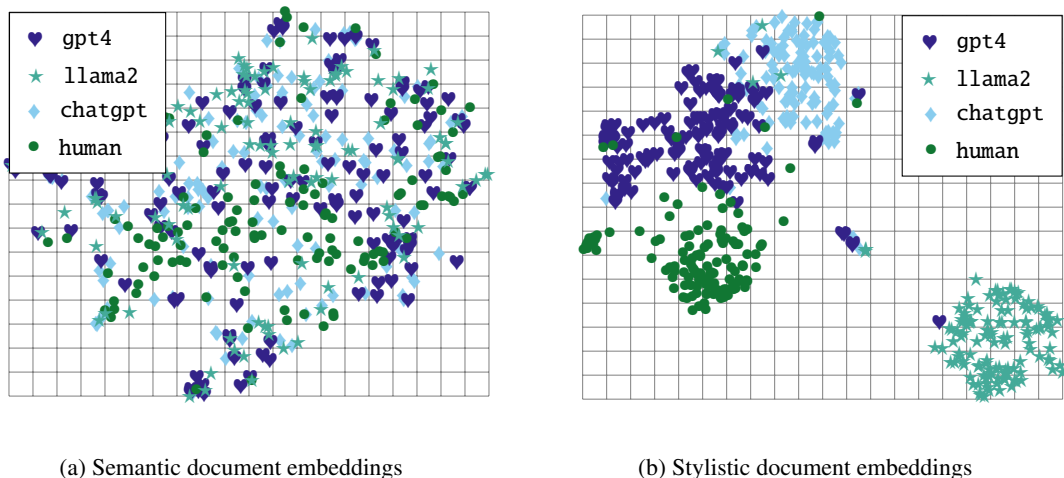 gpt4
llama2
chatgpt
human
gpt4
llama2
chatgpt
human
(a) Semantic document embeddings
(b) Stylistic document embeddings